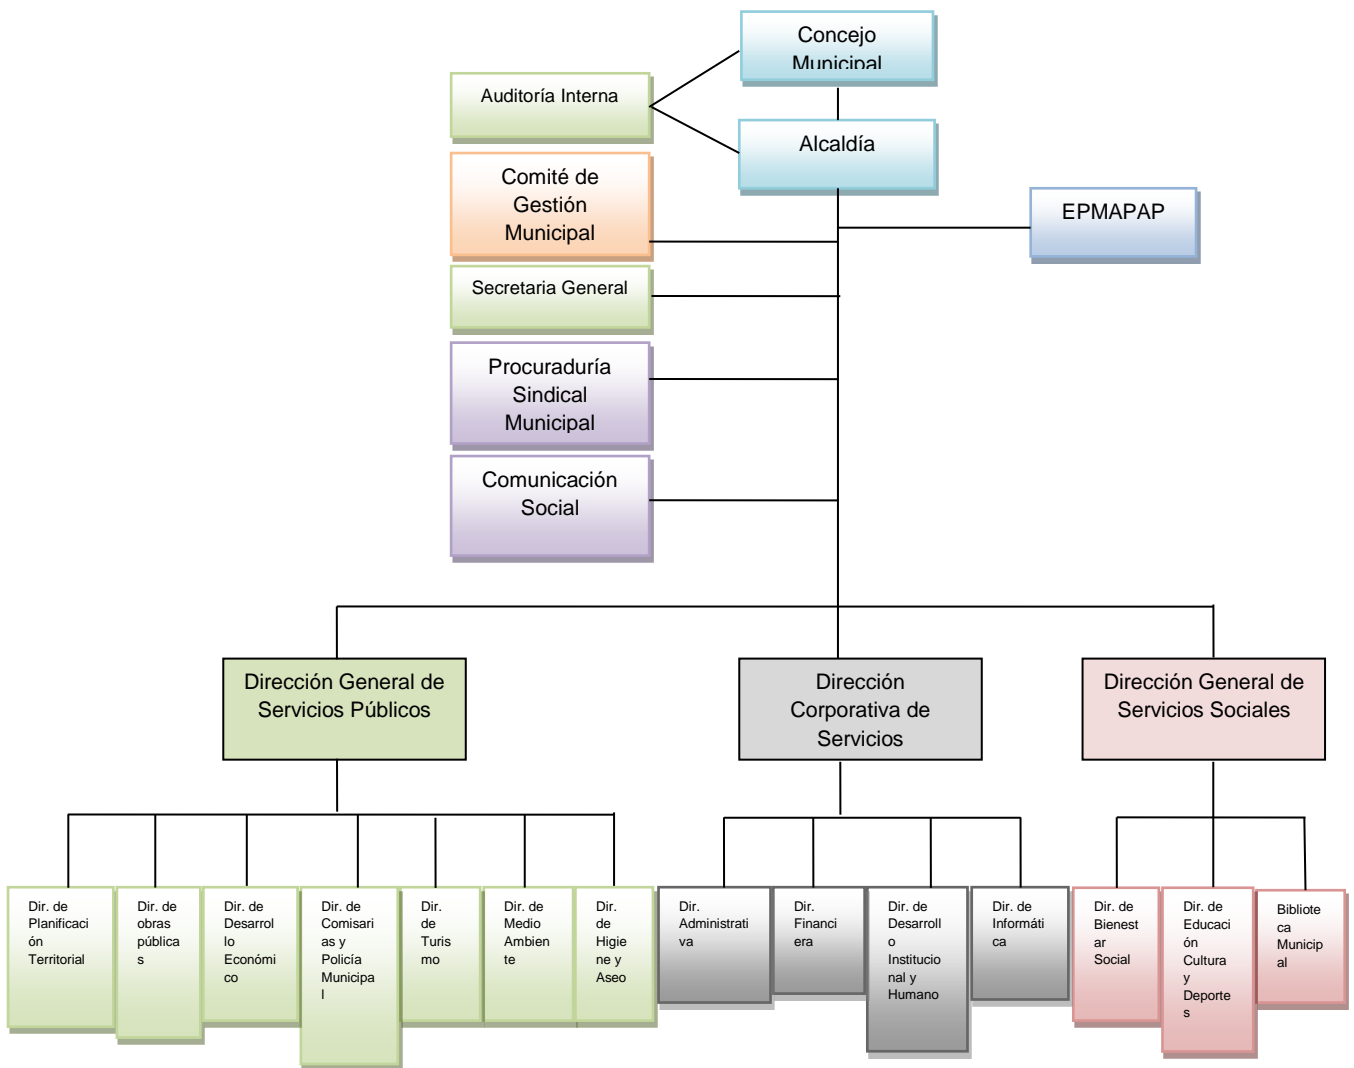 Concejo
Municipal
Auditoría Interna
Alcaldía
Comité de
Gestión
Municipal
EPMAPAP
Secretaria General
Procuraduría
Sindical
Municipal
Comunicación
Social
Dirección General de
Servicios Públicos
Dirección
Corporativa de
Servicios
Dirección General de
Servicios Sociales
Dir. de
Planificaci
ón
Territorial
Dir. de
obras
pública
s
Dir. de
Desarrol
lo
Económi
co
Dir. de
Comisari
as y
Policía
Municipa
l
Dir.
de
Turis
mo
Dir. de
Medio
Ambien
te
Dir.
de
Higie
ne y
Aseo
Dir.
Administrati
va
Dir.
Financi
era
Dir. de
Desarroll
o
Institucio
nal y
Humano
Dir. de
Informáti
ca
Dir. de
Bienest
ar
Social
Dir. de
Educaci
ón
Cultura
y
Deporte
s
Bibliote
ca
Municip
al